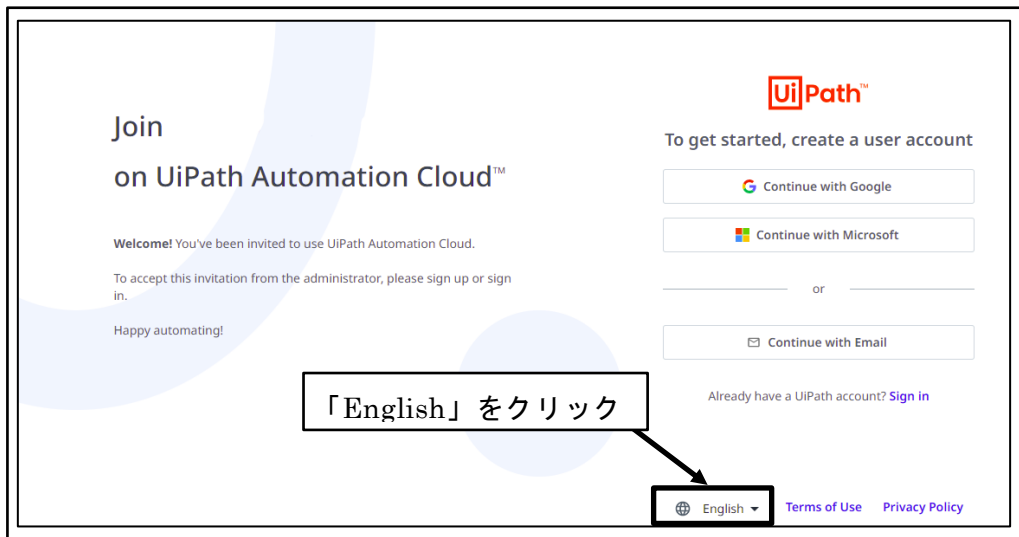 Join
on UiPath Automation Cloud™
Welcome! You've been invited to use UiPath Automation Cloud.
To accept this invitation from the administrator, please sign up or sign
in.
Happy automating!
UiPath™
To get started, create a user account
Continue with Google
Continue with Microsoft
or
Continue with Email
Already have a UiPath account? Sign in
「English」をクリック
English
Terms of Use
Privacy Policy